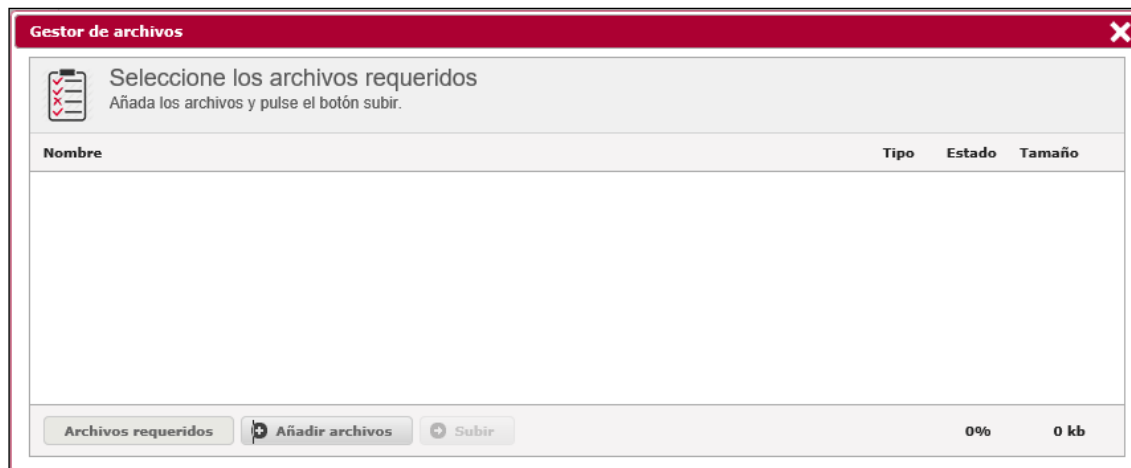 Gestor de archivos
Seleccione los archivos requeridos
Añada los archivos y pulse el botón subir.
Nombre Tipo Estado Tamaño
Archivos requeridos Añadir archivos Subir 0% 0 kb